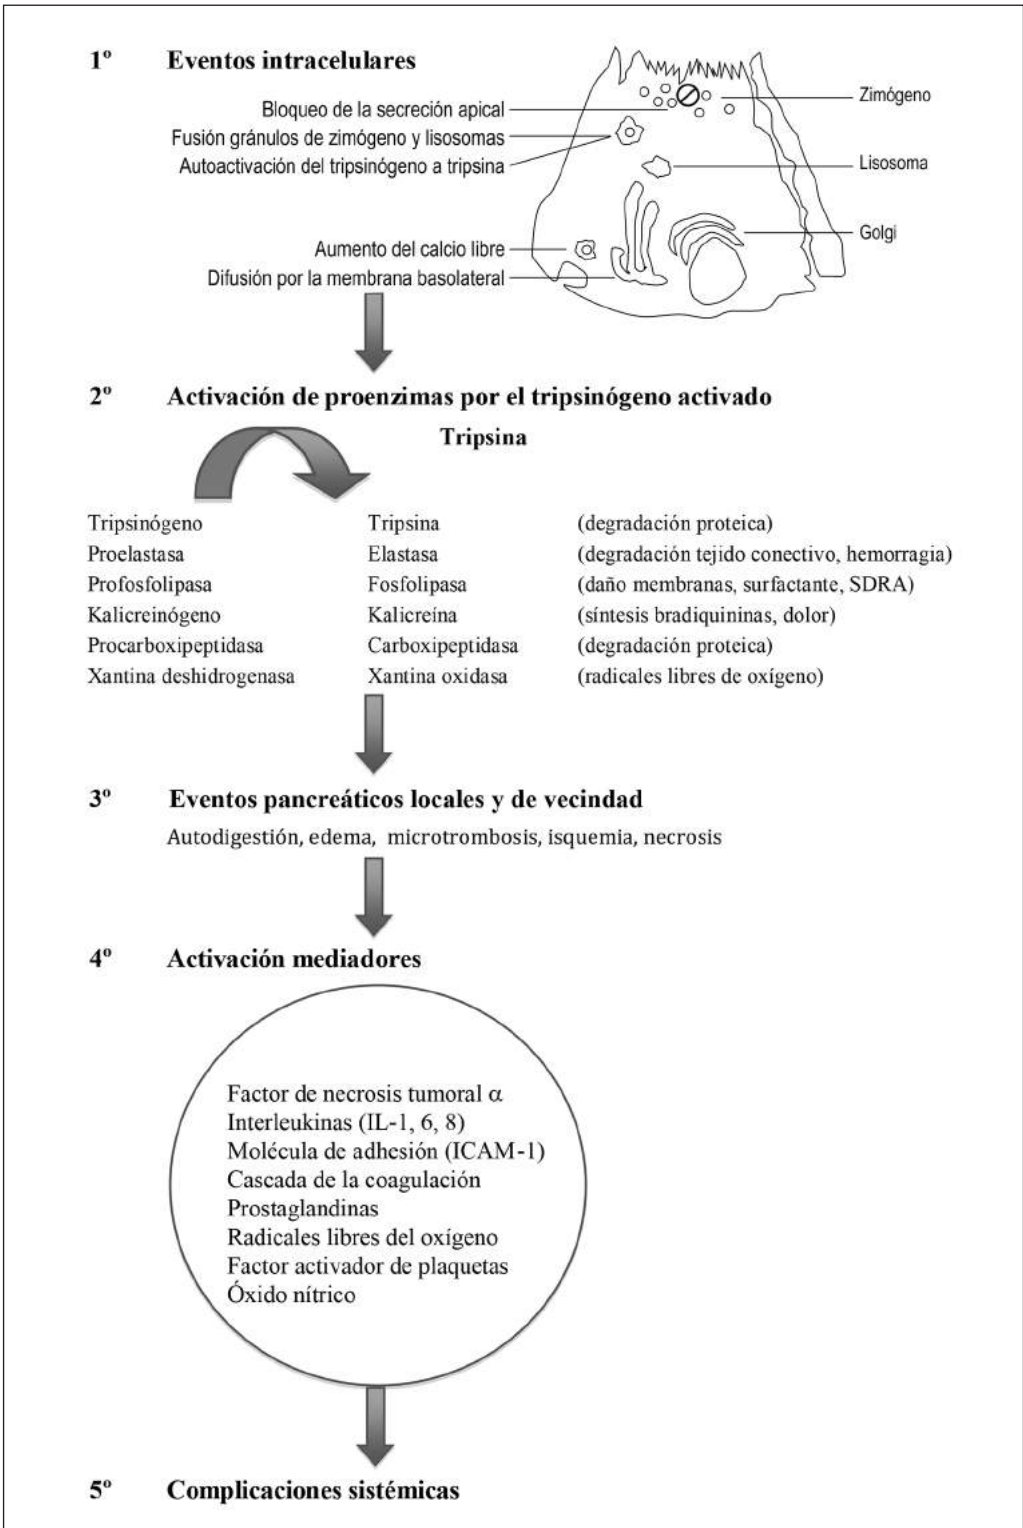 1º Eventos intracelulares
Bloqueo de la secreción apical
Fusión gránulos de zimógeno y lisosomas
Autoactivación del tripsinógeno a tripsina
Aumento del calcio libre
Difusión por la membrana basolateral
Zimógeno
Lisosoma
Golgi
2º Activación de proenzimas por el tripsinógeno activado
Tripsina
Tripsinógeno Tripsina (degradación proteica)
Proelastasa Elastasa (degradación tejido conectivo, hemorragia)
Profosfolipasa Fosfolipasa (daño membranas, surfactante, SDRA)
Kalicreinógeno Kalicreína (síntesis bradiquininas, dolor)
Procarboxipeptidasa Carboxipeptidasa (degradación proteica)
Xantina deshidrogenasa Xantina oxidasa (radicales libres de oxígeno)
3º Eventos pancreáticos locales y de vecindad
Autodigestión, edema, microtrombosis, isquemia, necrosis
4º Activación mediadores
Factor de necrosis tumoral α
Interleukinas (IL-1, 6, 8)
Molécula de adhesión (ICAM-1)
Cascada de la coagulación
Prostaglandinas
Radicales libres del oxígeno
Factor activador de plaquetas
Óxido nítrico
5º Complicaciones sistémicas